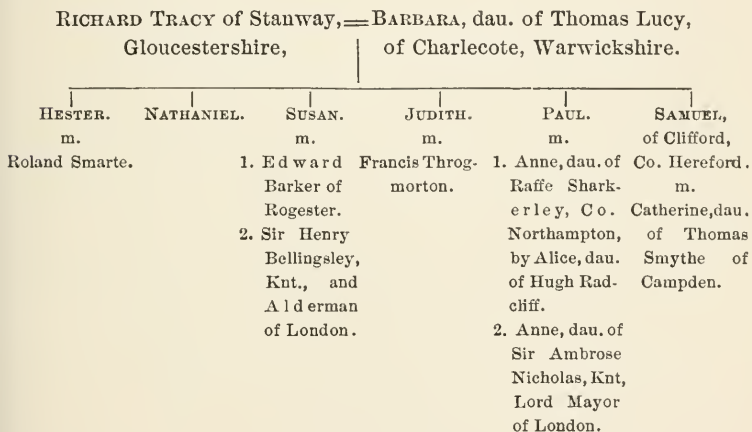 RICHARD TRACY of Stanway,=BARBARA, dau. of Thomas Lucy,
Gloucestershire, of Charlecote, Warwickshire.
HESTER.
m.
Roland Smarte.
NATHANIEL.
SUSAN.
m.
1. Edward
Barker of
Rogester.
2. Sir Henry
Bellingsley,
Knt., and
Alderman
of London.
JUDITH.
m.
Francis Throg-
morton.
PAUL.
m.
1. Anne, dau. of
Raffe Shark-
erley, Co.
Northampton,
by Alice, dau.
of Hugh Rad-
cliff.
2. Anne, dau. of
Sir Ambrose
Nicholas, Knt,
Lord Mayor
of London.
SAMUEL,
of Clifford,
Co. Hereford.
m.
Catherine, dau.
of Thomas
Smythe of
Campden.